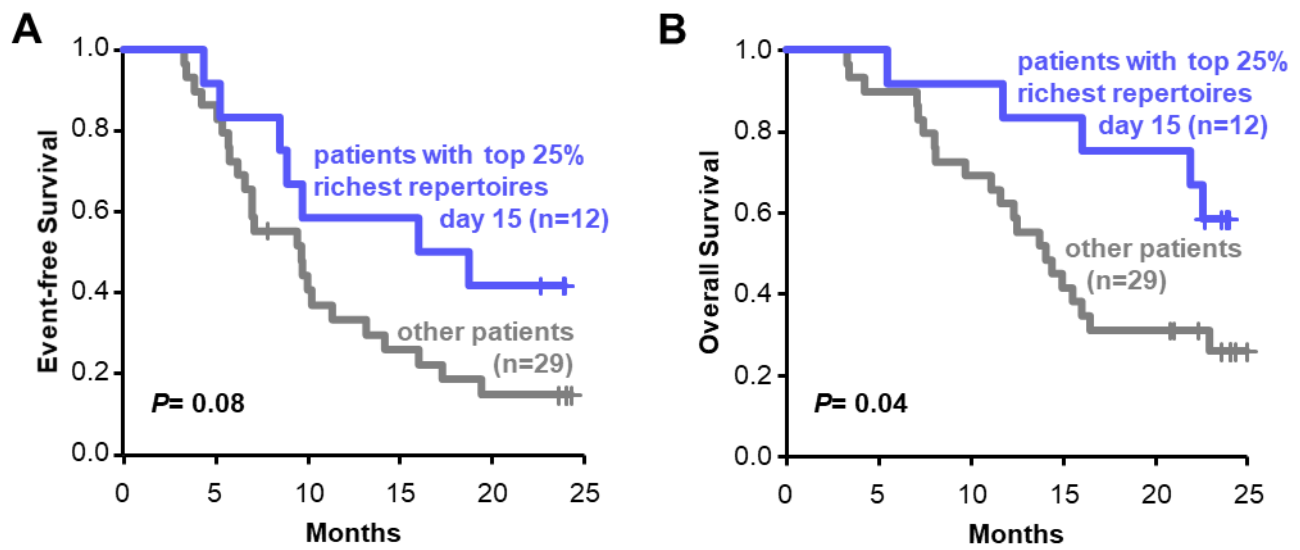 A
Event-free Survival
1.0
0.8
0.6
0.4
0.2
0.0
patients with top 25%
richest repertoires
day 15 (n=12)
other patients
(n=29)
P= 0.08
0 5 10 15 20 25
Months
B
Overall Survival
1.0
0.8
0.6
0.4
0.2
0.0
patients with top 25%
richest repertoires
day 15 (n=12)
other patients
(n=29)
P= 0.04
0 5 10 15 20 25
Months